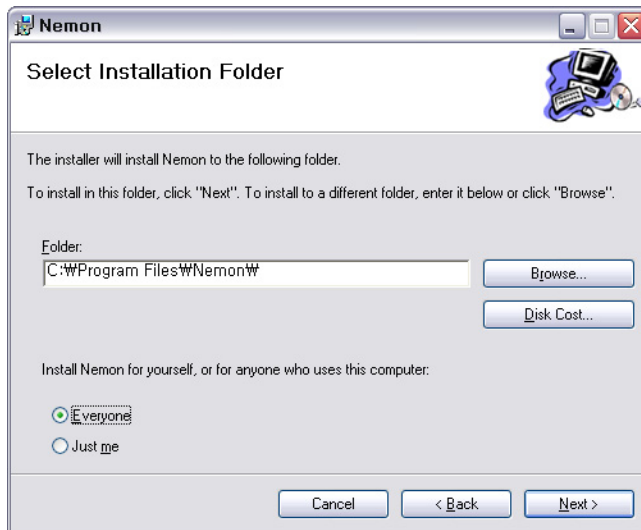 Nemon
Select Installation Folder
The installer will install Nemon to the following folder.
To install in this folder, click "Next". To install to a different folder, enter it below or click "Browse".
Folder:
C:₩Program Files₩Nemon₩
Browse...
Disk Cost...
Install Nemon for yourself, or for anyone who uses this computer:
Everyone
Just me
Cancel
< Back
Next >